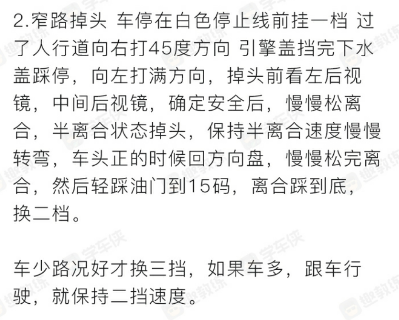 2.窄路掉头 车停在白色停止线前挂一档 过
了人行道向右打45度方向 引擎盖挡完下水
盖踩停，向左打满方向，掉头前看左后视
镜，中间后视镜，确定安全后，慢慢松离
合，半离合状态掉头，保持半离合速度慢慢
转弯，车头正的时候回方向盘，慢慢松完离
合，然后轻踩油门到15码，离合踩到底，
换二档。
车少路况好才换三挡，如果车多，跟车行
驶，就保持二挡速度。